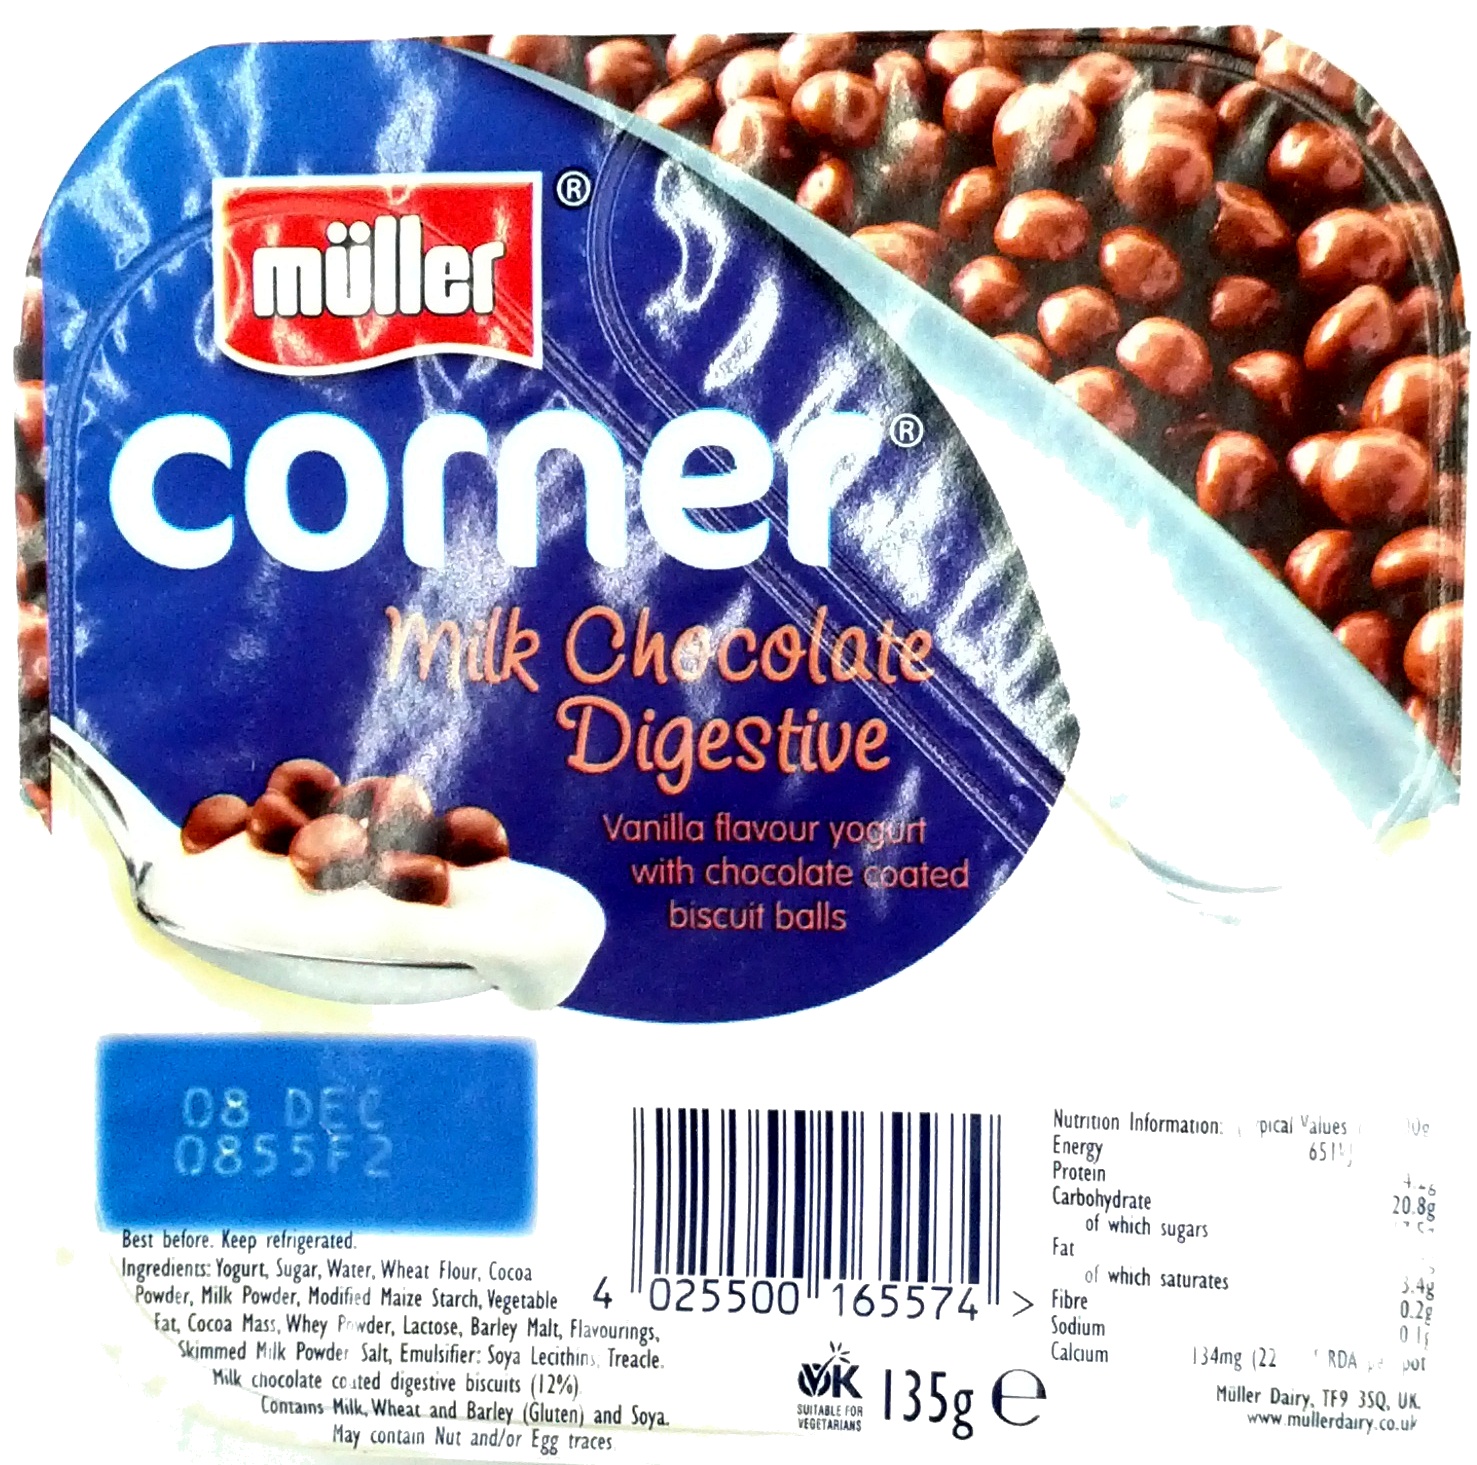 müller ®
corner ®
Milk Chocolate
Digestive
Vanilla flavour yogurt
with chocolate coated
biscuit balls
08 DEC
0855F2
Best before. Keep refrigerated.
Ingredients: Yogurt, Sugar, Water, Wheat Flour, Cocoa
Powder, Milk Powder, Modified Maize Starch, Vegetable
Fat, Cocoa Mass, Whey Powder, Lactose, Barley Malt, Flavourings,
Skimmed Milk Powder Salt, Emulsifier: Soya Lecithins, Treacle.
Milk chocolate coated digestive biscuits (12%)
Contains Milk, Wheat and Barley (Gluten) and Soya.
May contain Nut and/or Egg traces
4 025500 165574 >
VK
SUITABLE FOR
VEGETARIANS
135g e
Nutrition Information: Values
Energy
Protein
Carbohydrate 20.8g
of which sugars
Fat
of which saturates 3.4g
Fibre 0.2g
Sodium
Calcium 134mg (22 RDA pot
Müller Dairy, TF9 3SQ, UK.
www.mullerdairy.co.uk